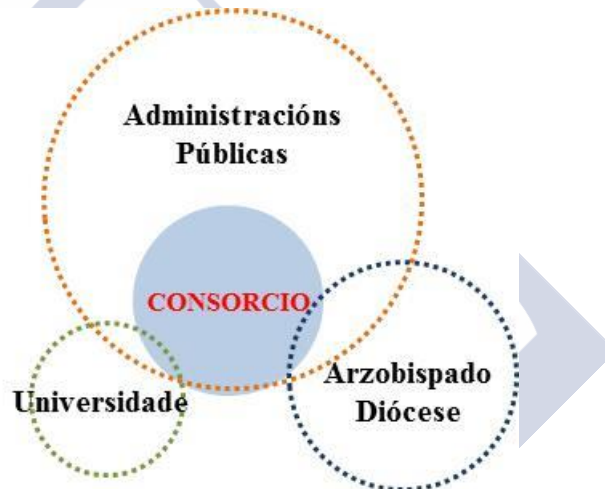 Administracións
Públicas
CONSORCIO
Universidade
Arzobispado
Diócese